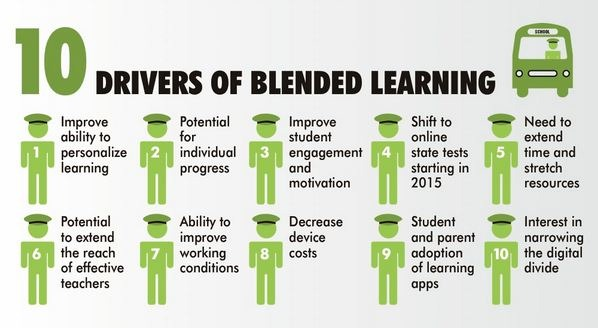 10 DRIVERS OF BLENDED LEARNING
SCHOOL
1
Improve
ability to
personalize
learning
2
Potential
for
individual
progress
3
Improve
student
engagement
and
motivation
4
Shift to
online
state tests
starting in
2015
5
Need to
extend
time and
stretch
resources
6
Potential
to extend
the reach
of effective
teachers
7
Ability to
improve
working
conditions
8
Decrease
device
costs
9
Student
and parent
adoption
of learning
apps
10
Interest in
narrowing
the digital
divide